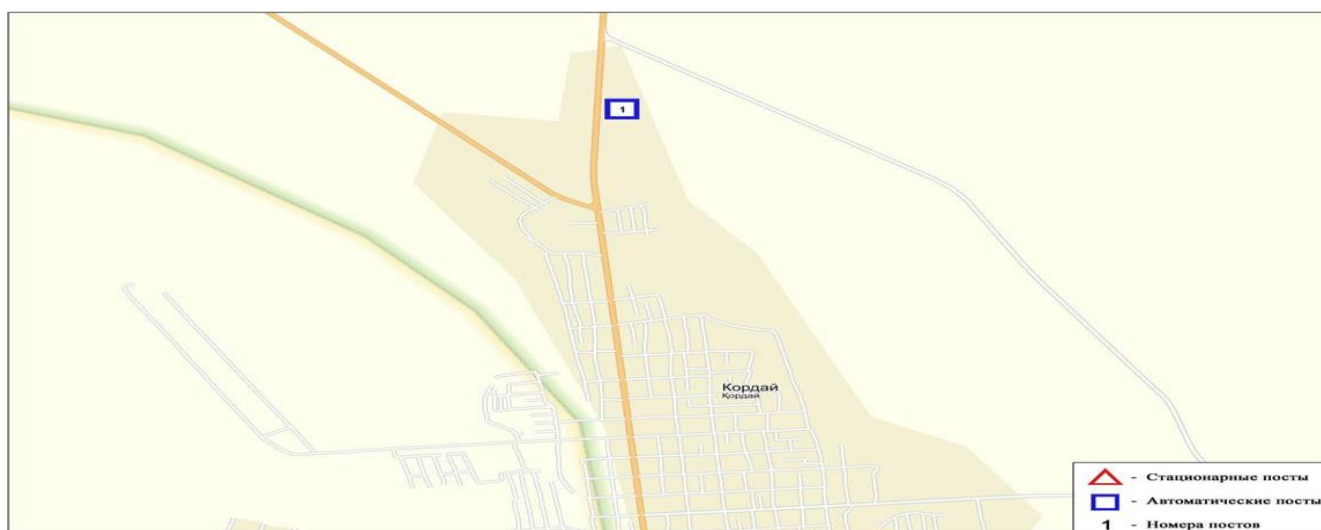 1
Кордай
Қордай
- Стационарные посты
- Автоматические посты
1 - Номера постов